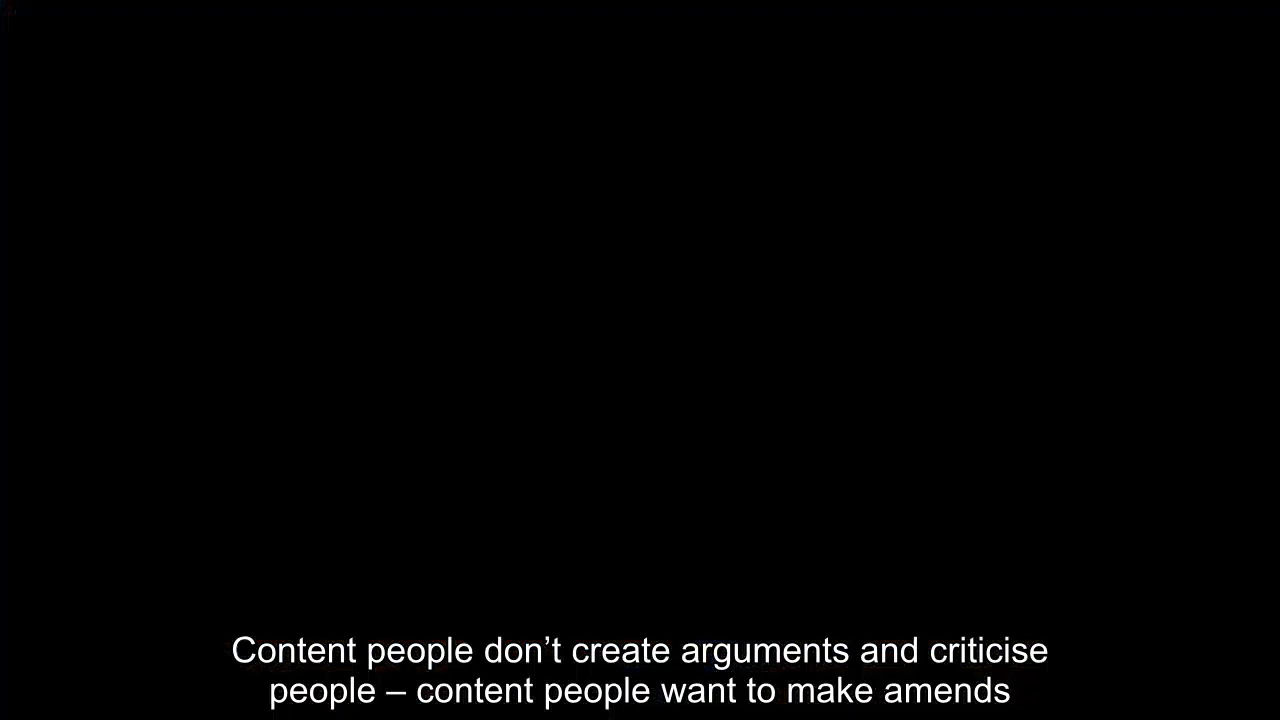 Content people don’t create arguments and criticise
people – content people want to make amends